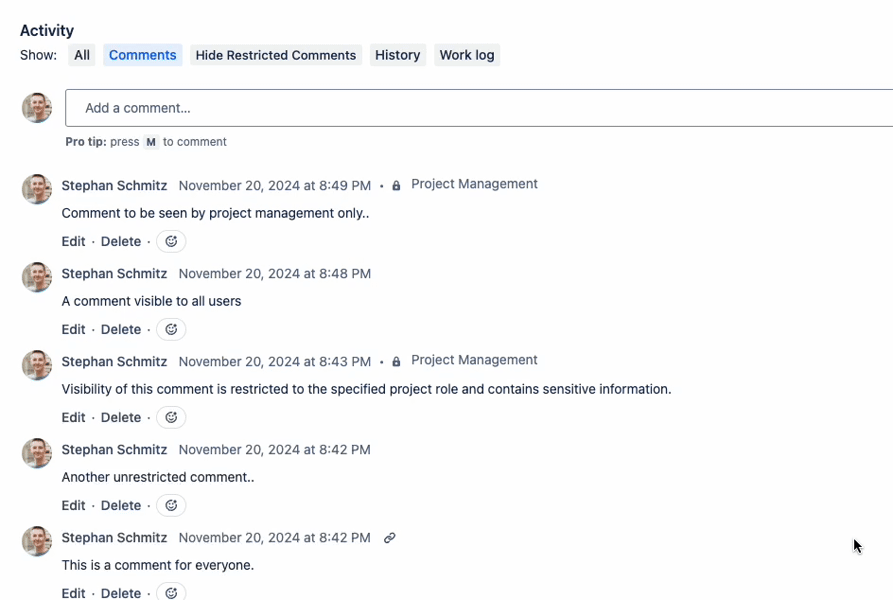 Activity
Show: All Comments Hide Restricted Comments History Work log
Add a comment...
Pro tip: press M to comment
Stephan Schmitz November 20, 2024 at 8:49 PM • Project Management
Comment to be seen by project management only..
Edit · Delete ·
Stephan Schmitz November 20, 2024 at 8:48 PM
A comment visible to all users
Edit · Delete ·
Stephan Schmitz November 20, 2024 at 8:43 PM • Project Management
Visibility of this comment is restricted to the specified project role and contains sensitive information.
Edit · Delete ·
Stephan Schmitz November 20, 2024 at 8:42 PM
Another unrestricted comment..
Edit · Delete ·
Stephan Schmitz November 20, 2024 at 8:42 PM
This is a comment for everyone.
Edit · Delete ·